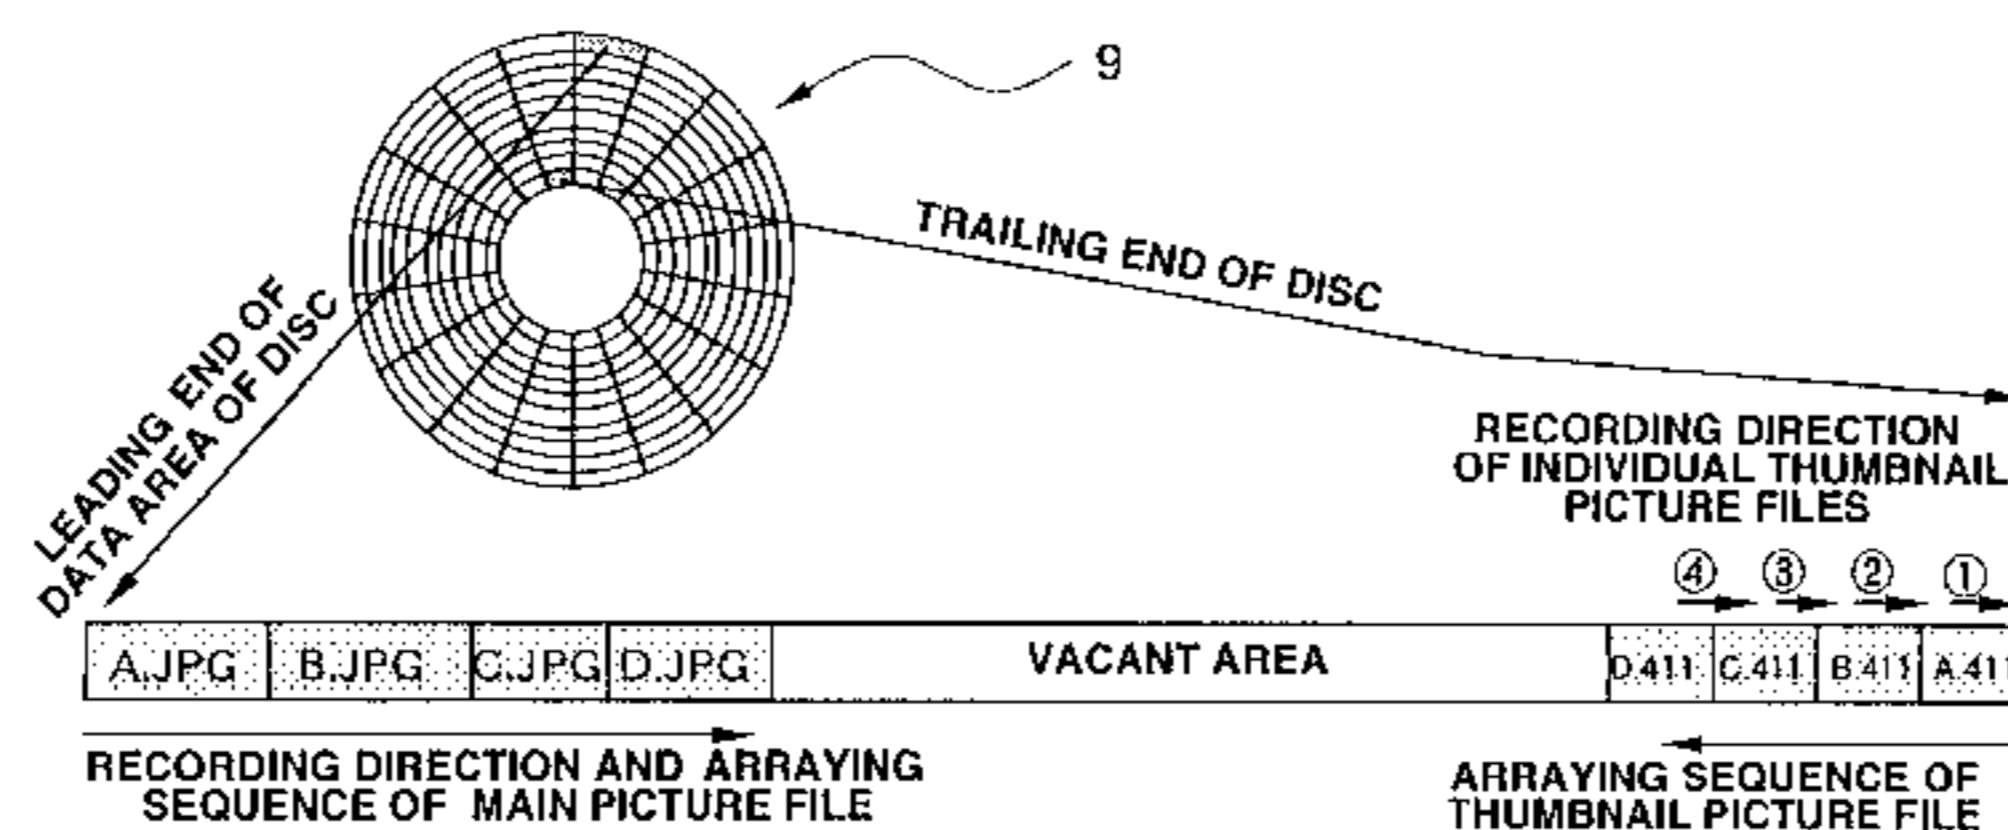 9
TRAILING END OF DISC
LEADING END OF
DATA AREA OF DISC
RECORDING DIRECTION
OF INDIVIDUAL THUMBNAIL
PICTURE FILES
④ ③ ② ①
A.JPG B.JPG C.JPG D.JPG VACANT AREA D.411 C.411 B.411 A.411
RECORDING DIRECTION AND ARRAYING
SEQUENCE OF MAIN PICTURE FILE
ARRAYING SEQUENCE OF
THUMBNAIL PICTURE FILE